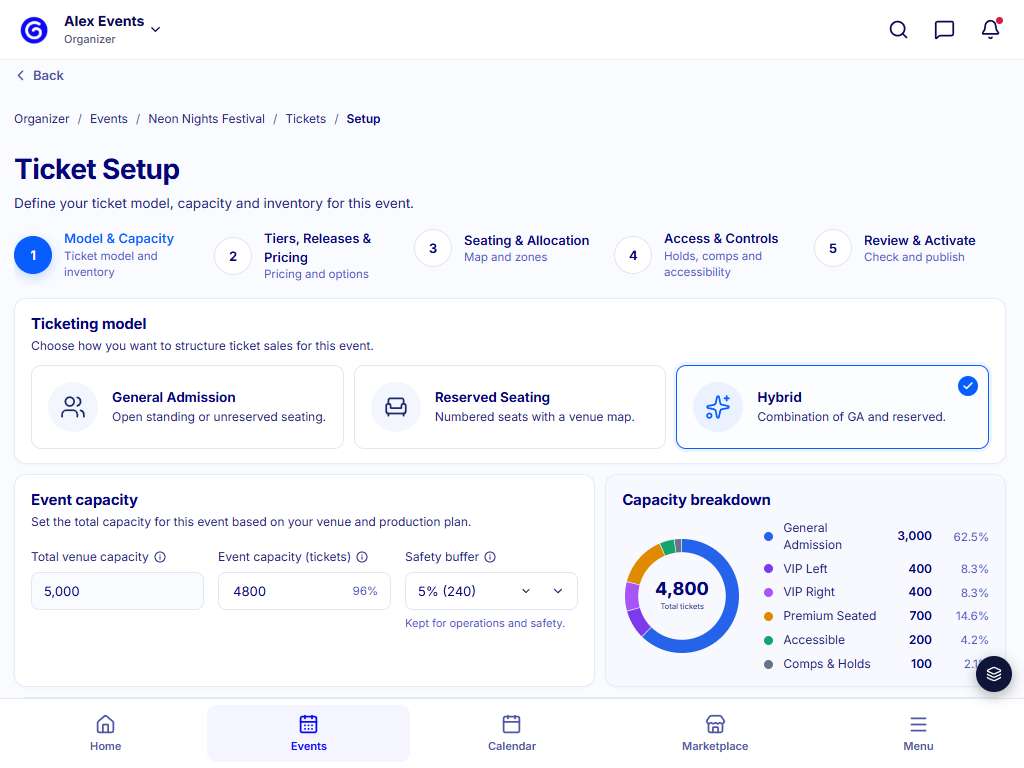 Alex Events
Organizer
Back
Organizer / Events / Neon Nights Festival / Tickets / Setup
Ticket Setup
Define your ticket model, capacity and inventory for this event.
1
Model & Capacity
Ticket model and
inventory
2
Tiers, Releases &
Pricing
Pricing and options
3
Seating & Allocation
Map and zones
4
Access & Controls
Holds, comps and
accessibility
5
Review & Activate
Check and publish
Ticketing model
Choose how you want to structure ticket sales for this event.
General Admission
Open standing or unreserved seating.
Reserved Seating
Numbered seats with a venue map.
Hybrid
Combination of GA and reserved.
Event capacity
Set the total capacity for this event based on your venue and production plan.
Total venue capacity
5,000
Event capacity (tickets)
4800 96%
Safety buffer
5% (240)
Kept for operations and safety.
Capacity breakdown
4,800
Total tickets
General
Admission 3,000 62.5%
VIP Left 400 8.3%
VIP Right 400 8.3%
Premium Seated 700 14.6%
Accessible 200 4.2%
Comps & Holds 100
Home
Events
Calendar
Marketplace
Menu